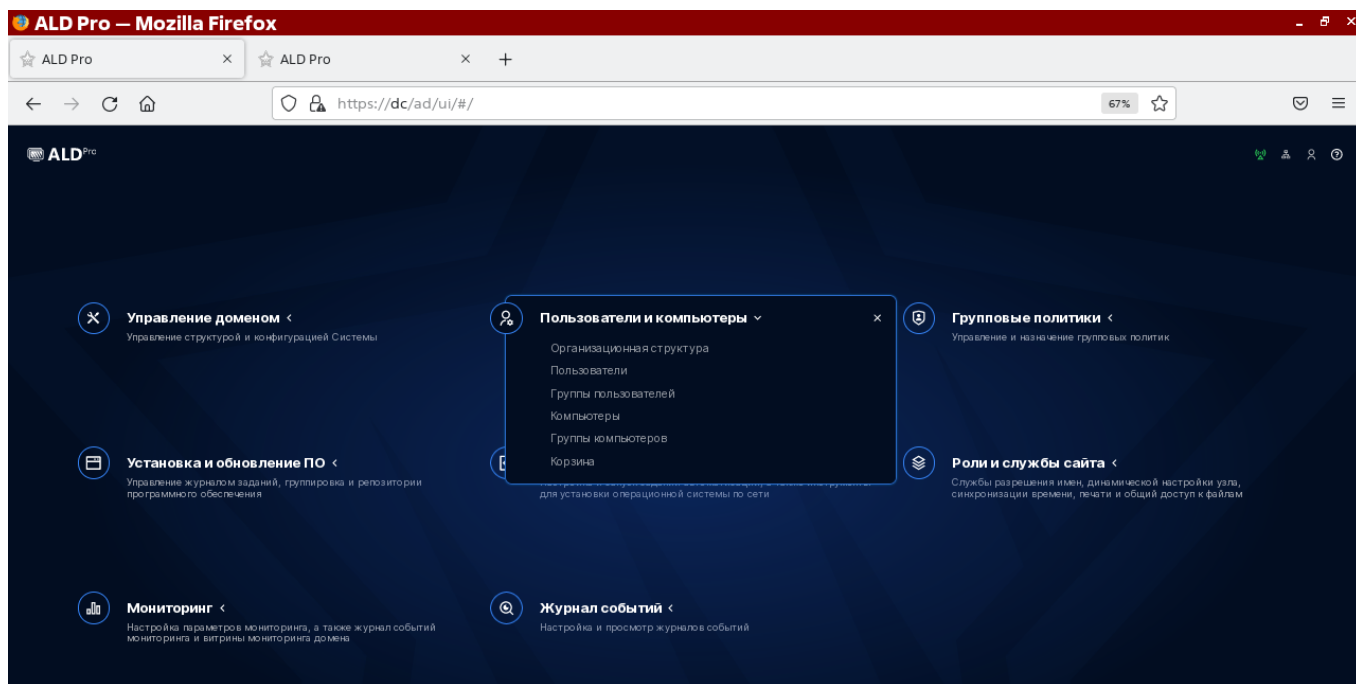 ALD Pro — Mozilla Firefox
ALD Pro
ALD Pro
https://dc/ad/ui/#/
67%
ALD Pro
Управление доменом
Управление структурой и конфигурацией Системы
Пользователи и компьютеры
Организационная структура
Пользователи
Группы пользователей
Компьютеры
Группы компьютеров
Корзина
Групповые политики
Управление и назначение групповых политик
Установка и обновление ПО
Управление журналом заданий, группировка и репозитории
программного обеспечения
для установки операционной системы по сети
Роли и службы сайта
Службы разрешения имен, динамической настройки узла,
синхронизации времени, печати и общий доступ к файлам
Мониторинг
Настройка параметров мониторинга, а также журнал событий
мониторинга и витрины мониторинга домена
Журнал событий
Настройка и просмотр журналов событий